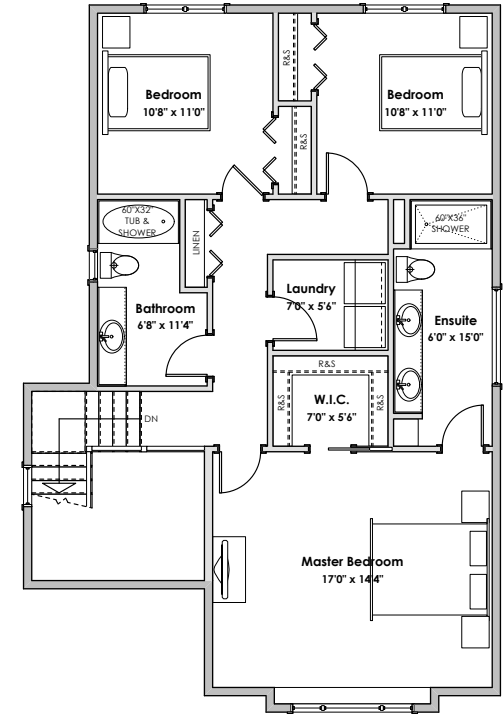 R&S
Bedroom
10'8" x 11'0"
Bedroom
10'8" x 11'0"
R&S
60"X32"
TUB &
SHOWER
LINEN
60"X36"
SHOWER
Laundry
7'0" x 5'6"
Bathroom
6'8" x 11'4"
Ensuite
6'0" x 15'0"
R&S
R&S
W.I.C.
7'0" x 5'6"
R&S
DN
Master Bedroom
17'0" x 14'4"